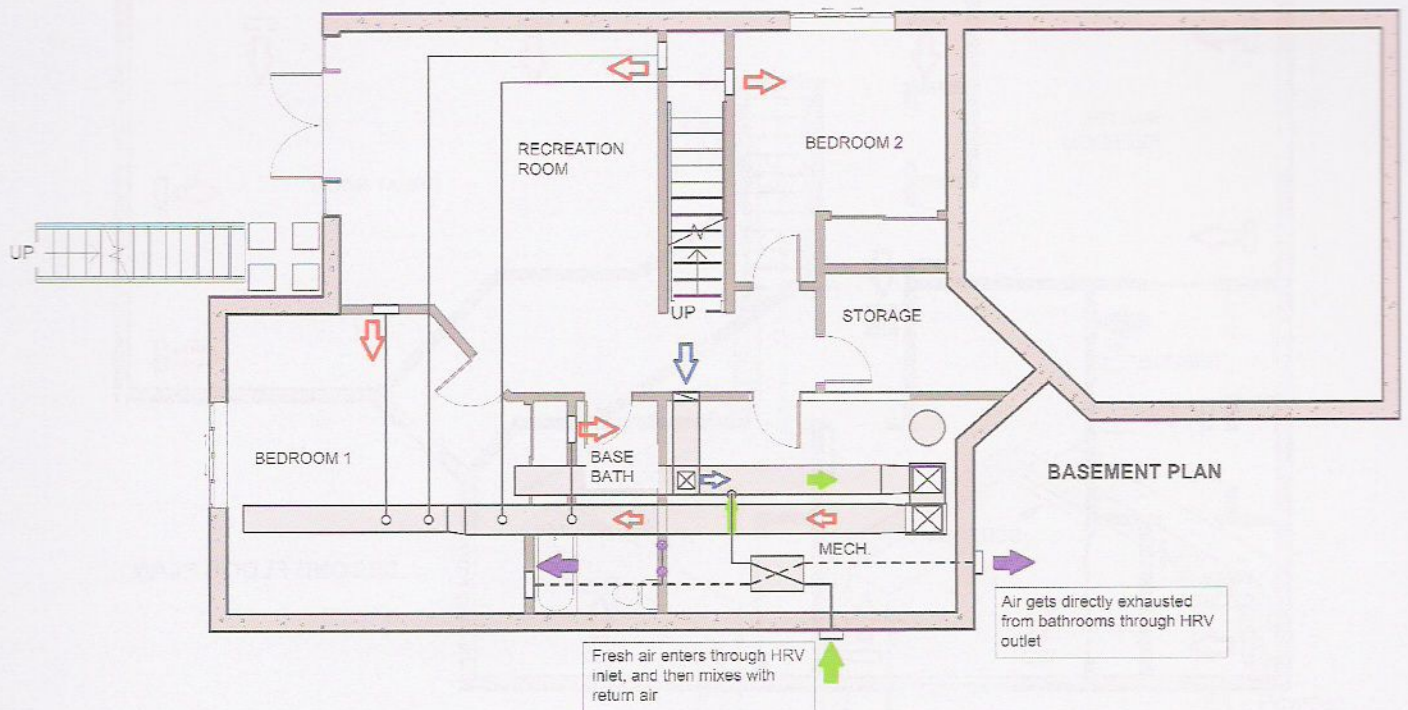 RECREATION
ROOM
BEDROOM 2
UP
UP
STORAGE
BEDROOM 1
BASE
BATH
BASEMENT PLAN
MECH.
Air gets directly exhausted
from bathrooms through HRV
outlet
Fresh air enters through HRV
inlet, and then mixes with
return air